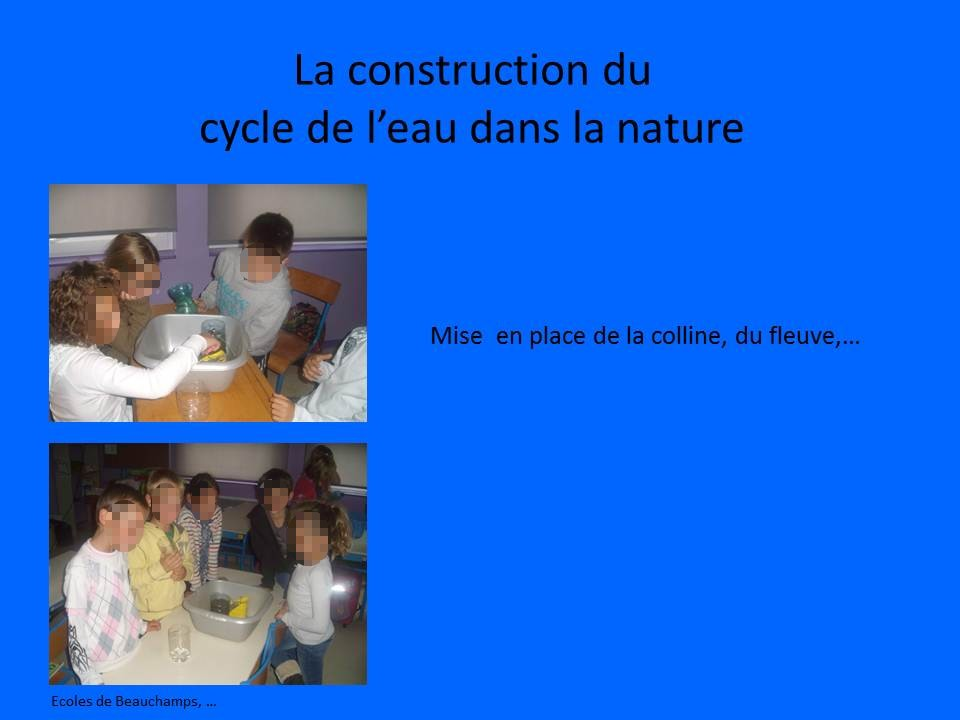 La construction du
cycle de l’eau dans la nature
Mise  en place de la colline, du fleuve,…
Ecoles de Beauchamps, …